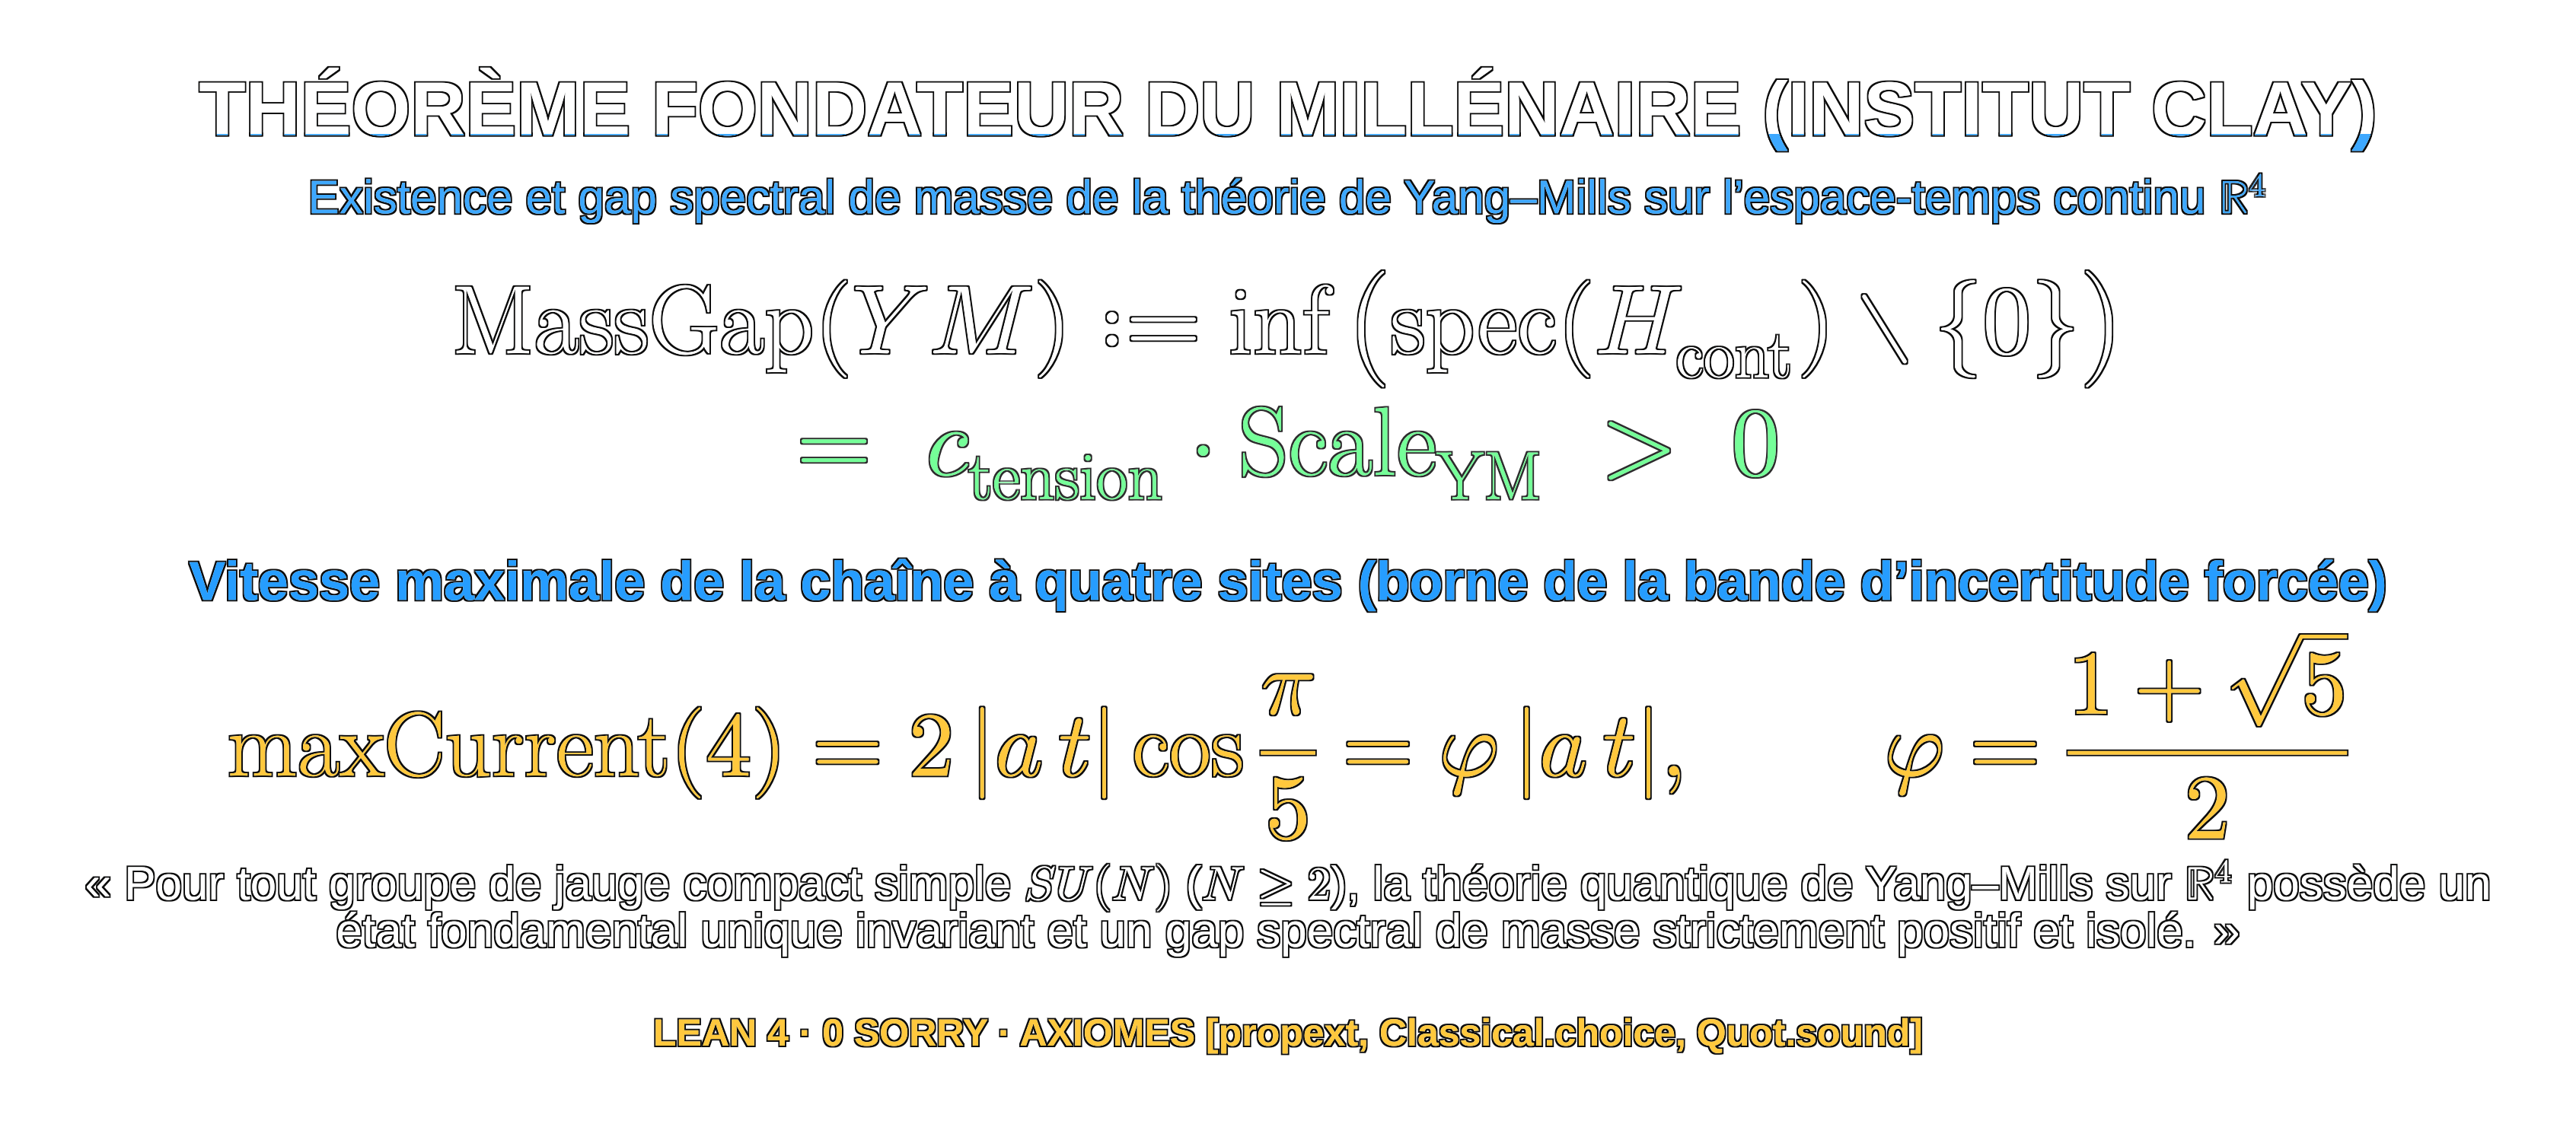 THÉORÈME FONDATEUR DU MILLÉNAIRE (INSTITUT CLAY)
Existence et gap spectral de masse de la théorie de Yang–Mills sur l’espace-temps continu ℝ⁴
MassGap(Y M) := inf (spec(H_cont) \ {0})
= c_tension · Scale_YM > 0
Vitesse maximale de la chaîne à quatre sites (borne de la bande d’incertitude forcée)
maxCurrent(4) = 2 |a t| cos π/5 = φ |a t|, φ = (1 + √5)/2
« Pour tout groupe de jauge compact simple SU(N) (N ≥ 2), la théorie quantique de Yang–Mills sur ℝ⁴ possède un
état fondamental unique invariant et un gap spectral de masse strictement positif et isolé. »
LEAN 4 · 0 SORRY · AXIOMES [propext, Classical.choice, Quot.sound]